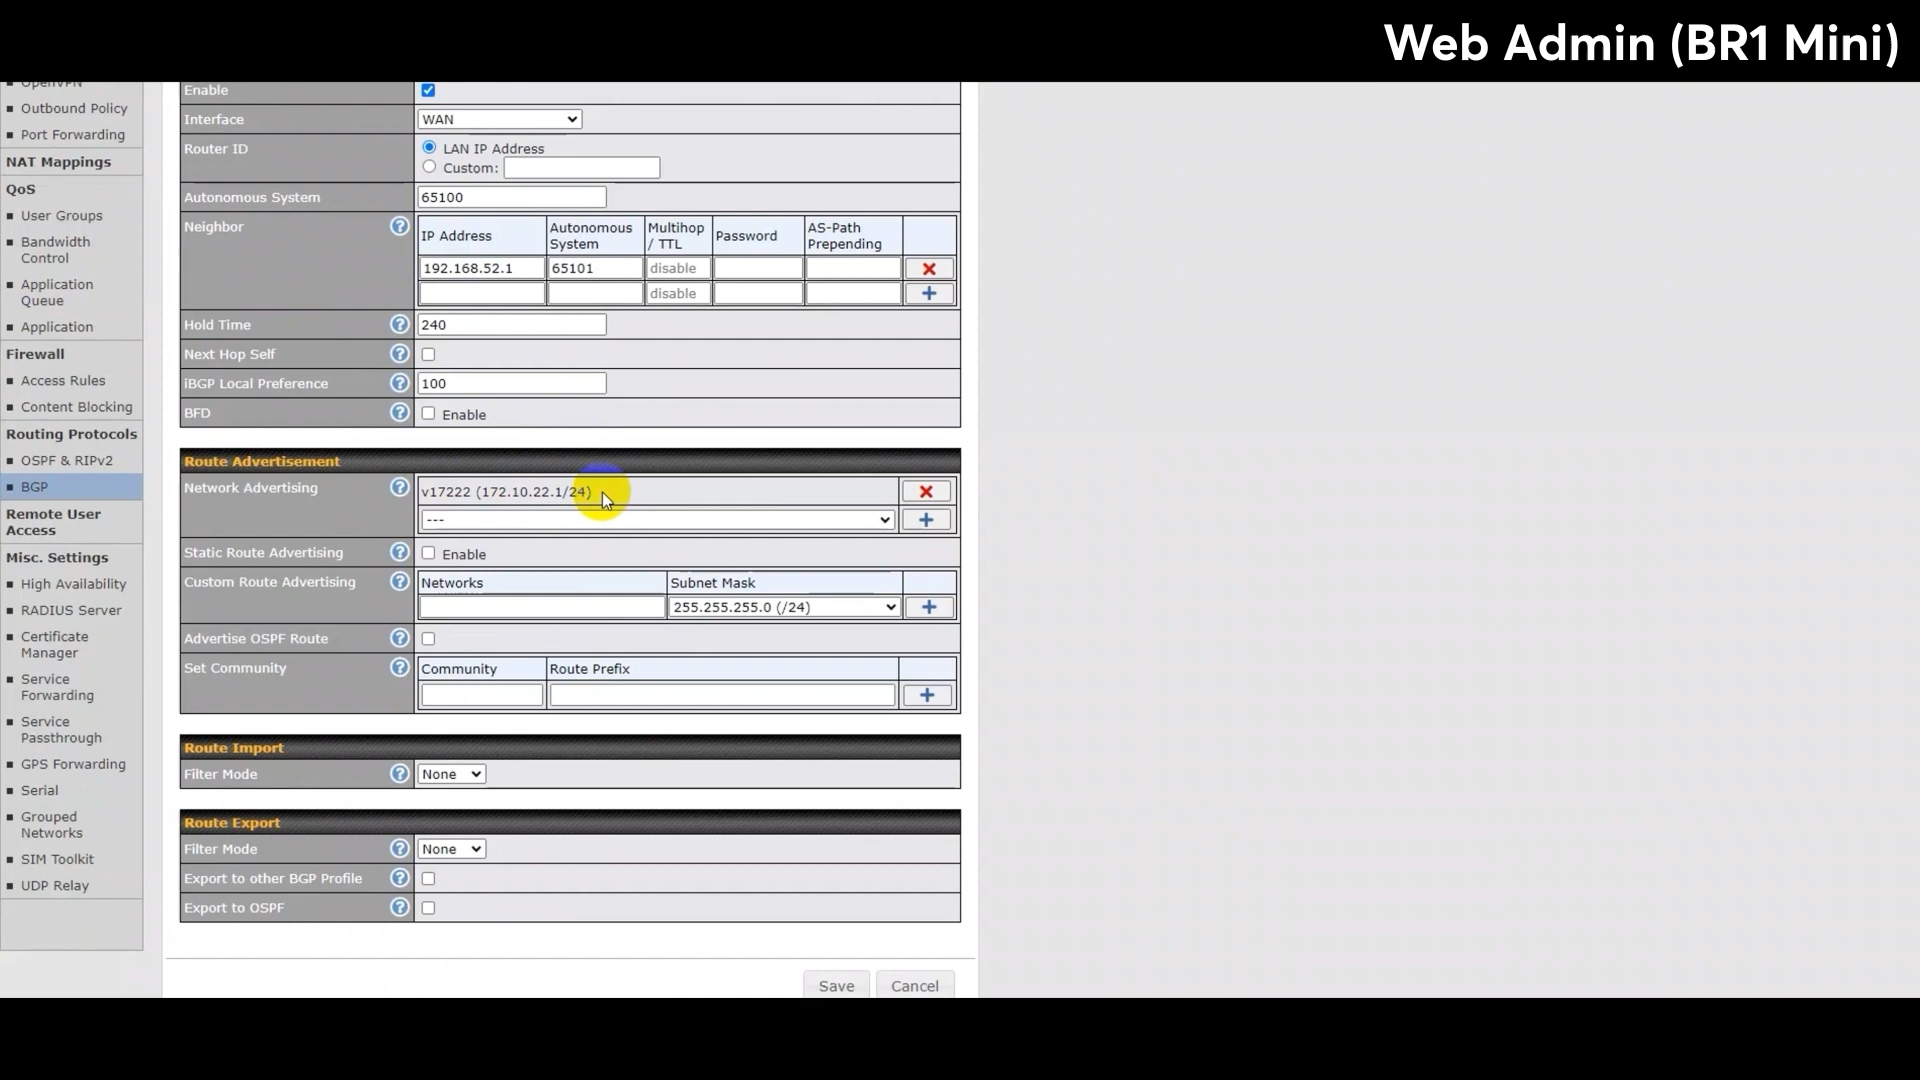 Web Admin (BR1 Mini)
OpenVPN
Outbound Policy
Port Forwarding
NAT Mappings
QoS
User Groups
Bandwidth
Control
Application
Queue
Application
Firewall
Access Rules
Content Blocking
Routing Protocols
OSPF & RIPv2
BGP
Remote User
Access
Misc. Settings
High Availability
RADIUS Server
Certificate
Manager
Service
Forwarding
Service
Passthrough
GPS Forwarding
Serial
Grouped
Networks
SIM Toolkit
UDP Relay
Enable
Interface WAN
Router ID LAN IP Address
Custom:
Autonomous System 65100
Neighbor IP Address Autonomous System Multihop / TTL Password AS-Path Prepending
192.168.52.1 65101 disable
disable
Hold Time 240
Next Hop Self
iBGP Local Preference 100
BFD Enable
Route Advertisement
Network Advertising v17222 (172.10.22.1/24)
---
Static Route Advertising Enable
Custom Route Advertising Networks Subnet Mask
255.255.255.0 (/24)
Advertise OSPF Route
Set Community Community Route Prefix
Route Import
Filter Mode None
Route Export
Filter Mode None
Export to other BGP Profile
Export to OSPF
Save Cancel